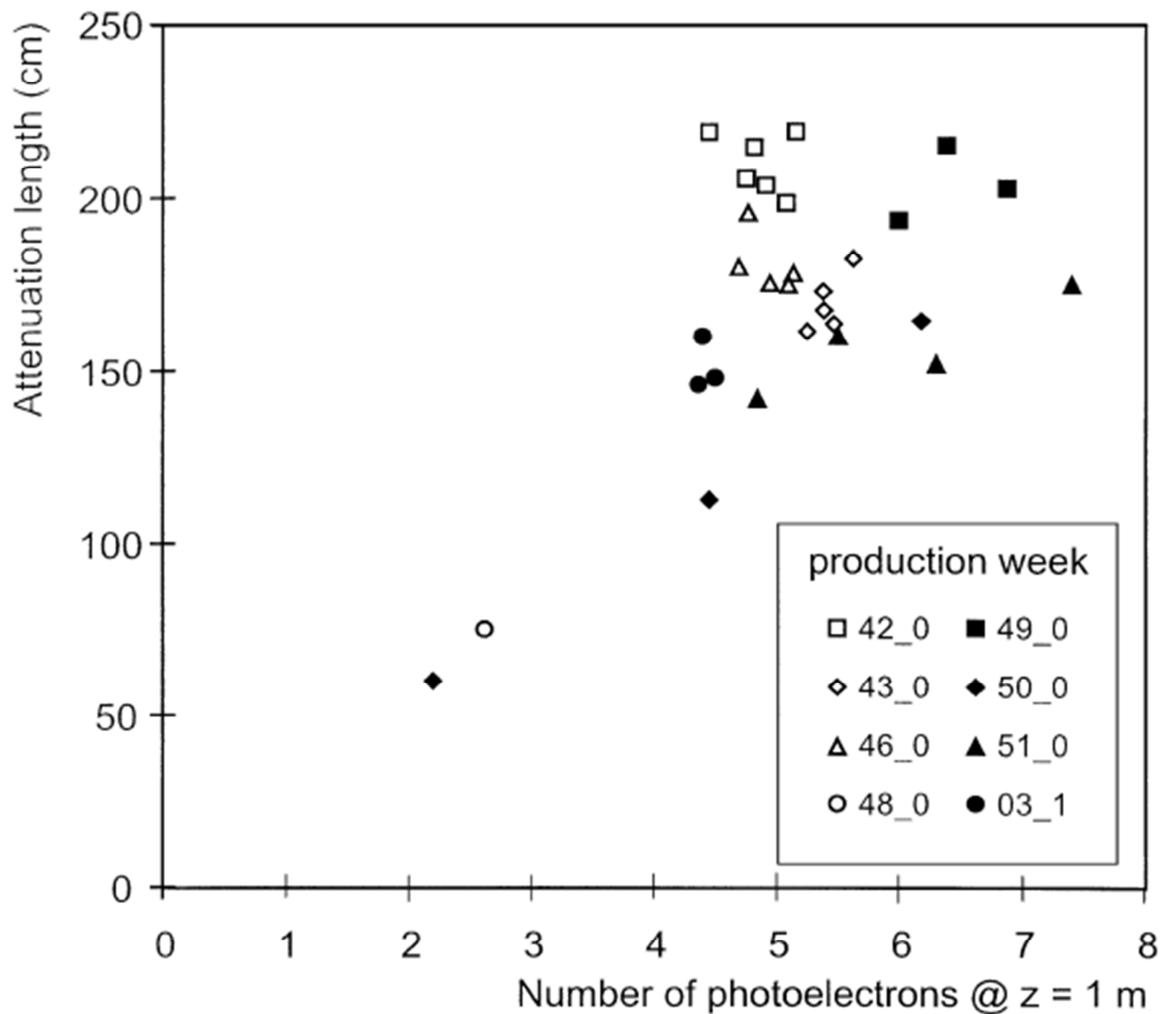 Attenuation length (cm)
250
200
150
100
50
0
0 1 2 3 4 5 6 7 8
Number of photoelectrons @ z = 1 m
production week
42_0 49_0
43_0 50_0
46_0 51_0
48_0 03_1